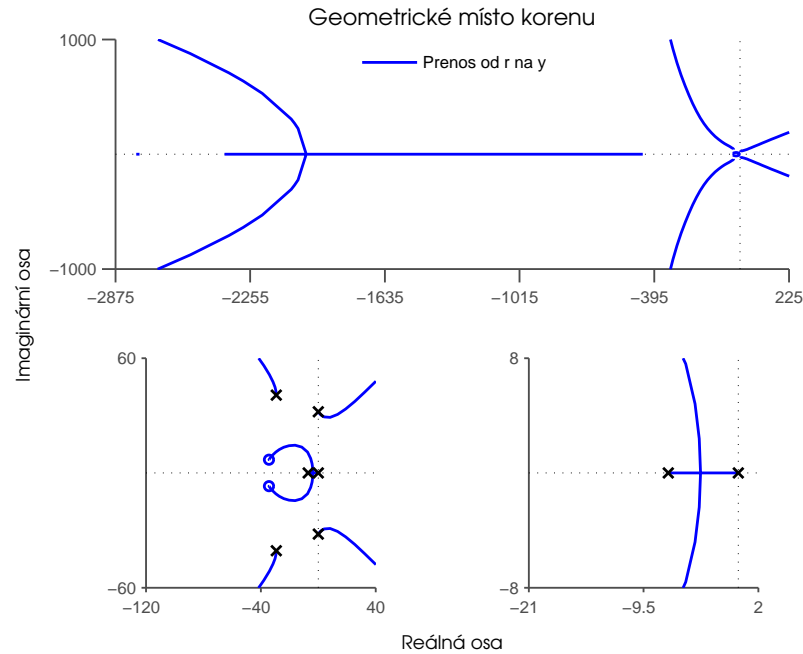 Geometrické místo korenu
Prenos od r na y
1000
−1000
−2875 −2255 −1635 −1015 −395 225
Imaginární osa
60
−60
−120 −40 40
8
−8
−21 −9.5 2
Reálná osa